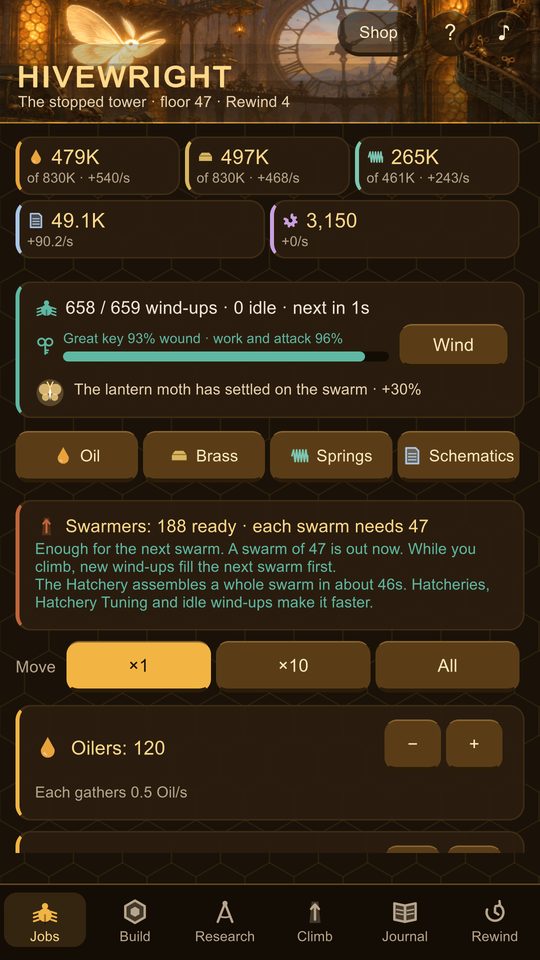 Shop
?
♪
HIVEWRIGHT
The stopped tower · floor 47 · Rewind 4
479K
of 830K · +540/s
497K
of 830K · +468/s
265K
of 461K · +243/s
49.1K
+90.2/s
3,150
+0/s
658 / 659 wind-ups · 0 idle · next in 1s
Great key 93% wound · work and attack 96%
Wind
The lantern moth has settled on the swarm · +30%
Oil
Brass
Springs
Schematics
Swarmers: 188 ready · each swarm needs 47
Enough for the next swarm. A swarm of 47 is out now. While you
climb, new wind-ups fill the next swarm first.
The Hatchery assembles a whole swarm in about 46s. Hatcheries,
Hatchery Tuning and idle wind-ups make it faster.
Move
×1
×10
All
Oilers: 120
−
+
Each gathers 0.5 Oil/s
Jobs
Build
Research
Climb
Journal
Rewind